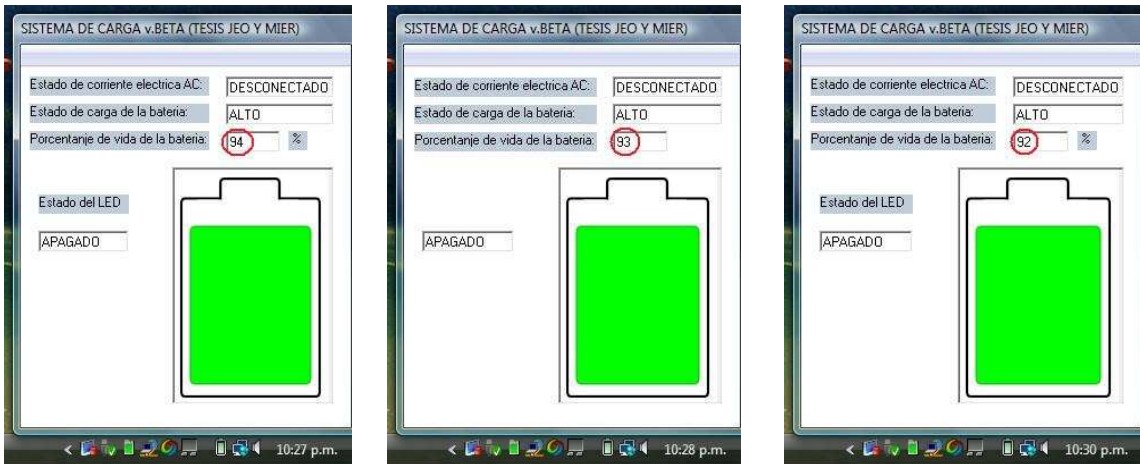 SISTEMA DE CARGA v.BETA (TESIS JEO Y MIER)
Estado de corriente electrica AC: DESCONECTADO
Estado de carga de la bateria: ALTO
Porcentanje de vida de la bateria: 94 %
Estado del LED
APAGADO
10:27 p.m.
SISTEMA DE CARGA v.BETA (TESIS JEO Y MIER)
Estado de corriente electrica AC: DESCONECTADO
Estado de carga de la bateria: ALTO
Porcentanje de vida de la bateria: 93
APAGADO
10:28 p.m.
SISTEMA DE CARGA v.BETA (TESIS JEO Y MIER)
Estado de corriente electrica AC: DESCONECTADO
Estado de carga de la bateria: ALTO
Porcentanje de vida de la bateria: 92 %
Estado del LED
APAGADO
10:30 p.m.